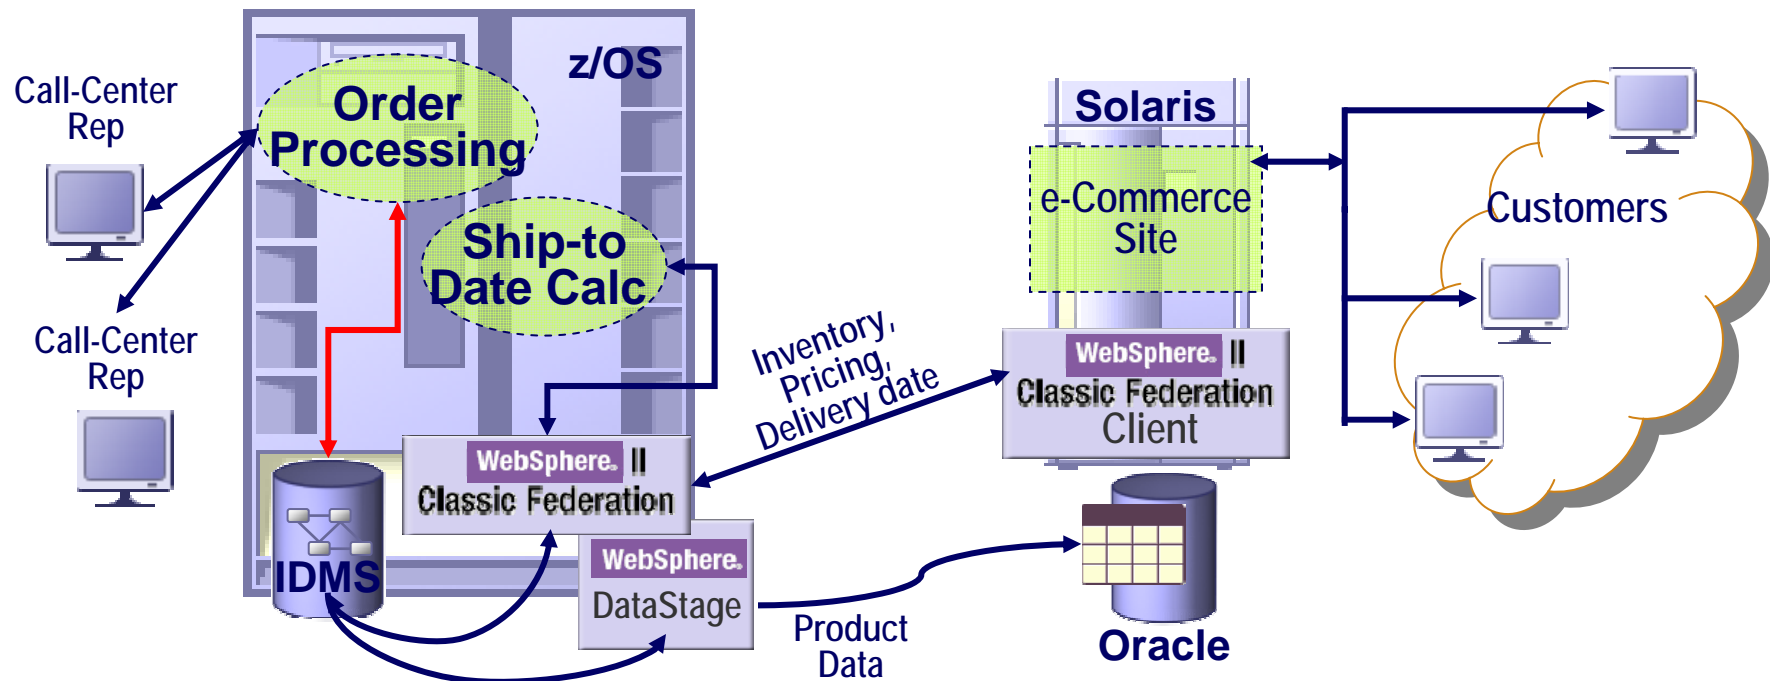 Call-Center
Rep
Call-Center
Rep
z/OS
Order
Processing
Ship-to
Date Calc
IDMS
WebSphere. II
Classic Federation
WebSphere.
DataStage
Inventory,
Pricing,
Delivery date
Product
Data
Solaris
e-Commerce
Site
WebSphere. II
Classic Federation
Client
Oracle
Customers